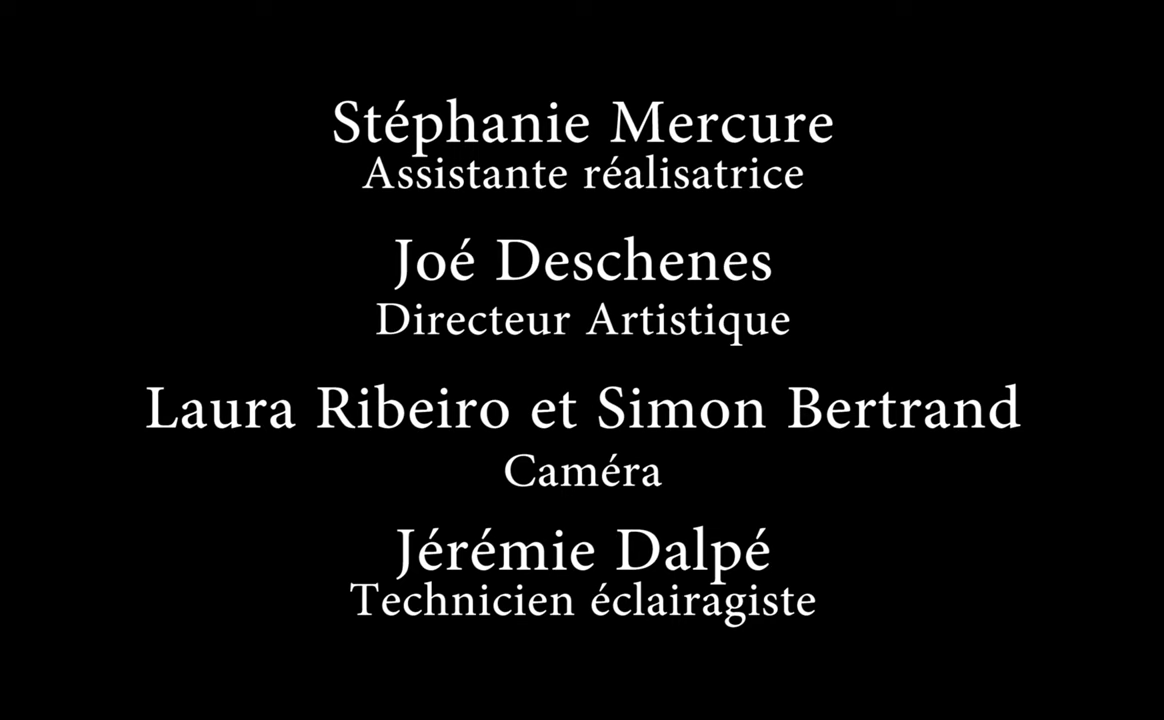 Stéphanie Mercure
Assistante réalisatrice
Joé Deschenes
Directeur Artistique
Laura Ribeiro et Simon Bertrand
Caméra
Jérémie Dalpé
Technicien éclairagiste